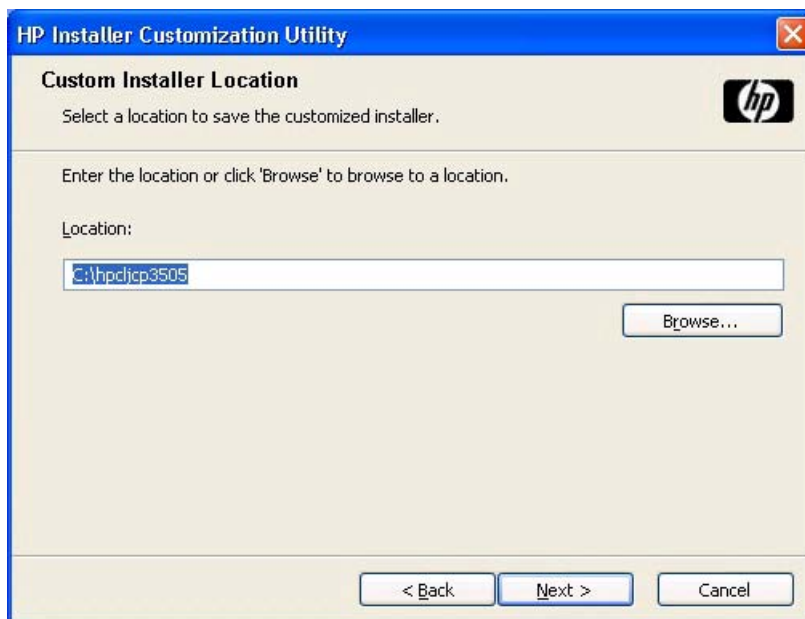 HP Installer Customization Utility
Custom Installer Location
hp
Select a location to save the customized installer.
Enter the location or click 'Browse' to browse to a location.
Location:
C:\hpcljcp3505
Browse...
< Back
Next >
Cancel